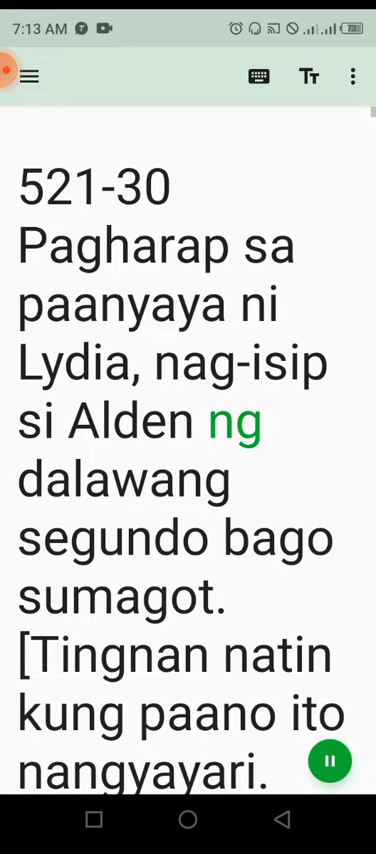 7:13 AM
521-30
Pagharap sa
paanyaya ni
Lydia, nag-isip
si Alden ng
dalawang
segundo bago
sumagot.
[Tingnan natin
kung paano ito
nangyayari.